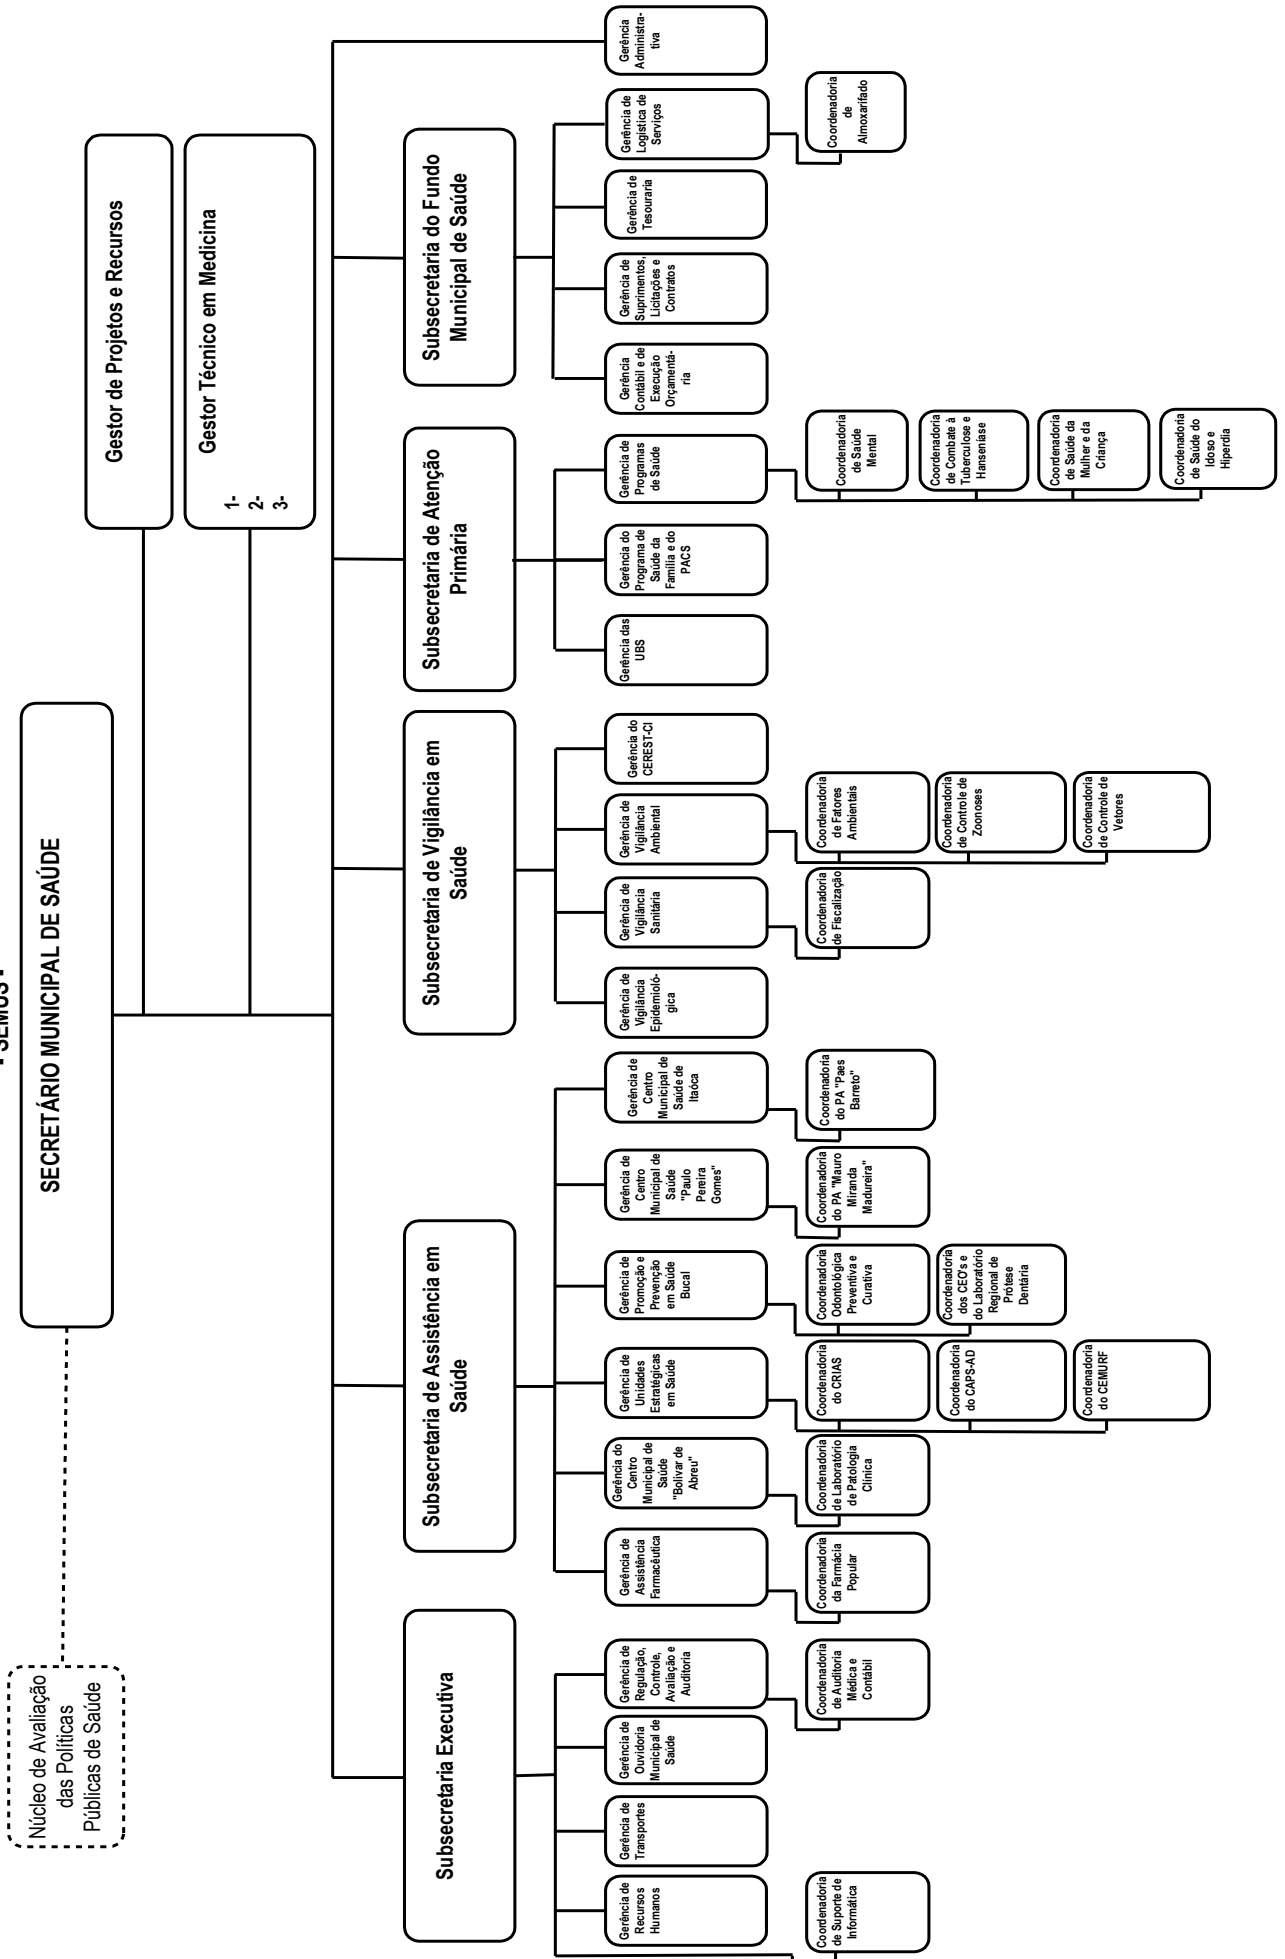 - SEMUS -
SECRETÁRIO MUNICIPAL DE SAÚDE
Núcleo de Avaliação
das Políticas
Públicas de Saúde
Gestor de Projetos e Recursos
Gestor Técnico em Medicina
1-
2-
3-
Subsecretaria Executiva
Subsecretaria de Assistência em
Saúde
Subsecretaria de Vigilância em
Saúde
Subsecretaria de Atenção
Primária
Subsecretaria do Fundo
Municipal de Saúde
Gerência de
Recursos
Humanos
Gerência de
Transportes
Gerência de
Ouvidoria
Municipal de
Saúde
Gerência de
Regulação,
Controle,
Avaliação e
Auditoria
Gerência de
Assistência
Farmacêutica
Gerência do
Centro
Municipal de
Saúde
"Bolivar de
Abreu"
Gerência de
Unidades
Estratégicas
em Saúde
Gerência de
Promoção e
Prevenção
em Saúde
Bucal
Gerência de
Centro
Municipal de
Saúde
"Paulo
Pereira
Gomes"
Gerência de
Centro
Municipal de
Saúde de
Itaóca
Gerência de
Vigilância
Epidemioló-
gica
Gerência de
Vigilância
Sanitária
Gerência de
Vigilância
Ambiental
Gerência do
CEREST-CI
Gerência das
UBS
Gerência do
Programa de
Saúde da
Família e do
PACS
Gerência de
Programas
de Saúde
Gerência
Contábil e de
Execução
Orçamentá-
ria
Gerência de
Suprimentos,
Licitações e
Contratos
Gerência de
Tesouraria
Gerência de
Logística de
Serviços
Gerência
Administra-
tiva
Coordenadoria
de Suporte de
Informática
Coordenadoria
de Auditoria
Médica e
Contábil
Coordenadoria
da Farmácia
Popular
Coordenadoria
de Laboratório
de Patologia
Clínica
Coordenadoria
do CRIAS
Coordenadoria
do CAPS-AD
Coordenadoria
do CEMURF
Coordenadoria
Odontológica
Preventiva e
Curativa
Coordenadoria
dos CEO's e
do Laboratório
Regional de
Prótese
Dentária
Coordenadoria
do PA "Mauro
Miranda
Madureira"
Coordenadoria
do PA "Paes
Barreto"
Coordenadoria
de Fiscalização
Coordenadoria
de Fatores
Ambientais
Coordenadoria
de Controle de
Zoonoses
Coordenadoria
de Controle de
Vetores
Coordenadoria
de Saúde
Mental
Coordenadoria
de Combate à
Tuberculose e
Hanseníase
Coordenadoria
de Saúde da
Mulher e da
Criança
Coordenadoria
de Saúde do
Idoso e
Hiperdia
Coordenadoria
de
Almoxarifado